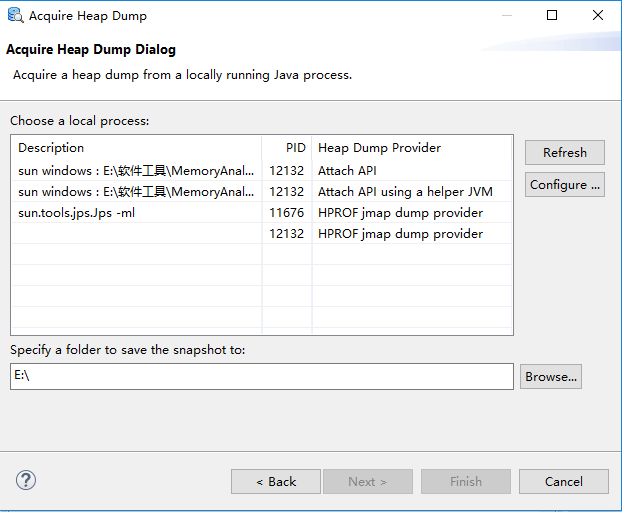 Acquire Heap Dump
Acquire Heap Dump Dialog
Acquire a heap dump from a locally running Java process.
Choose a local process:
Description PID Heap Dump Provider
sun windows : E:\软件工具\MemoryAnal... 12132 Attach API
sun windows : E:\软件工具\MemoryAnal... 12132 Attach API using a helper JVM
sun.tools.jps.Jps -ml 11676 HPROF jmap dump provider
12132 HPROF jmap dump provider
Refresh
Configure ...
Specify a folder to save the snapshot to:
E:\
Browse...
?
< Back
Next >
Finish
Cancel